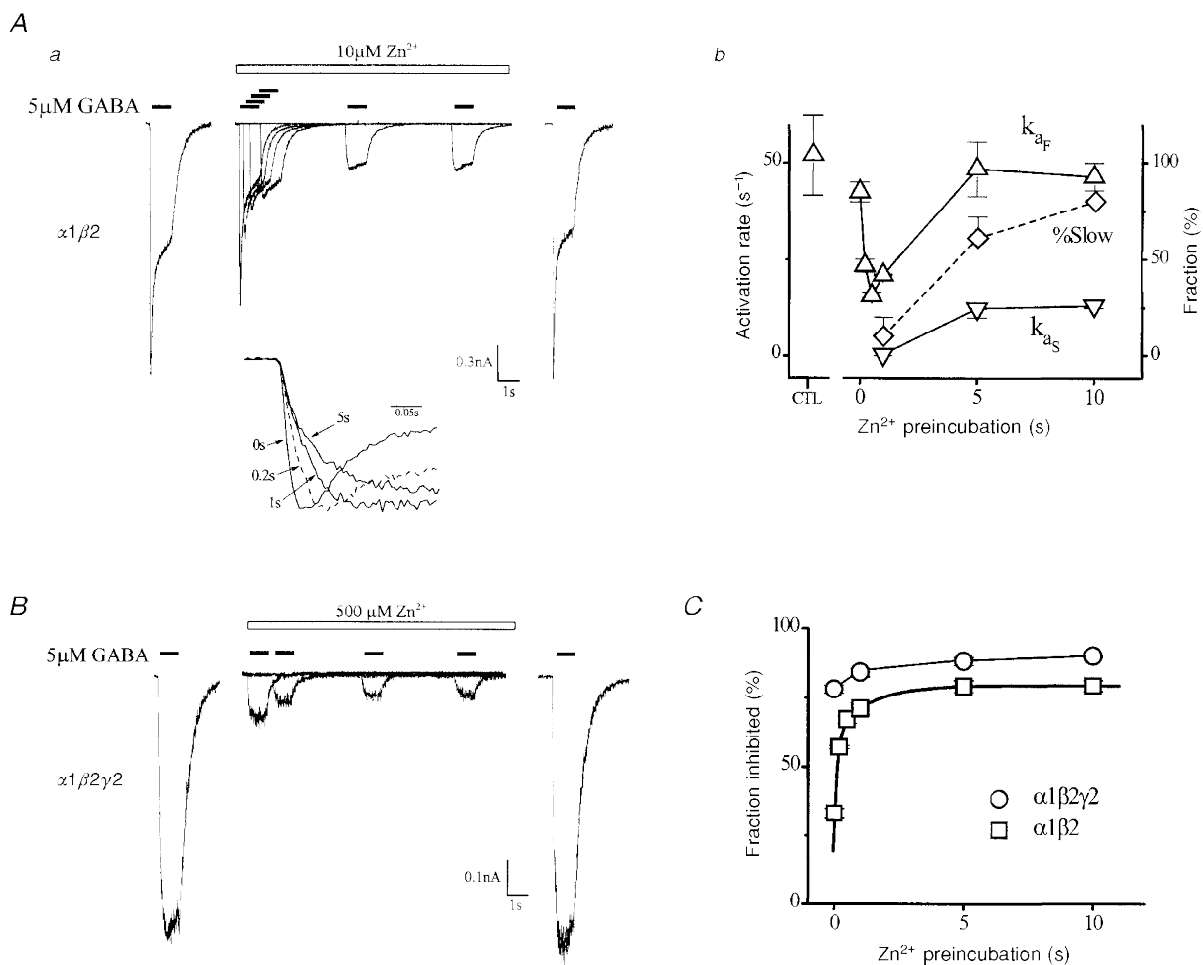 A
a
10μM Zn²⁺
5μM GABA
α1β2
0.3nA
1s
0.05s
5s
0s
0.2s
1s
b
Activation rate (s⁻¹)
50
0
kaF
%Slow
kaS
100
50
0
Fraction (%)
CTL
0 5 10
Zn²⁺ preincubation (s)
B
500 μM Zn²⁺
5μM GABA
α1β2γ2
0.1nA
1s
C
Fraction inhibited (%)
100
50
0
α1β2γ2
α1β2
0 5 10
Zn²⁺ preincubation (s)